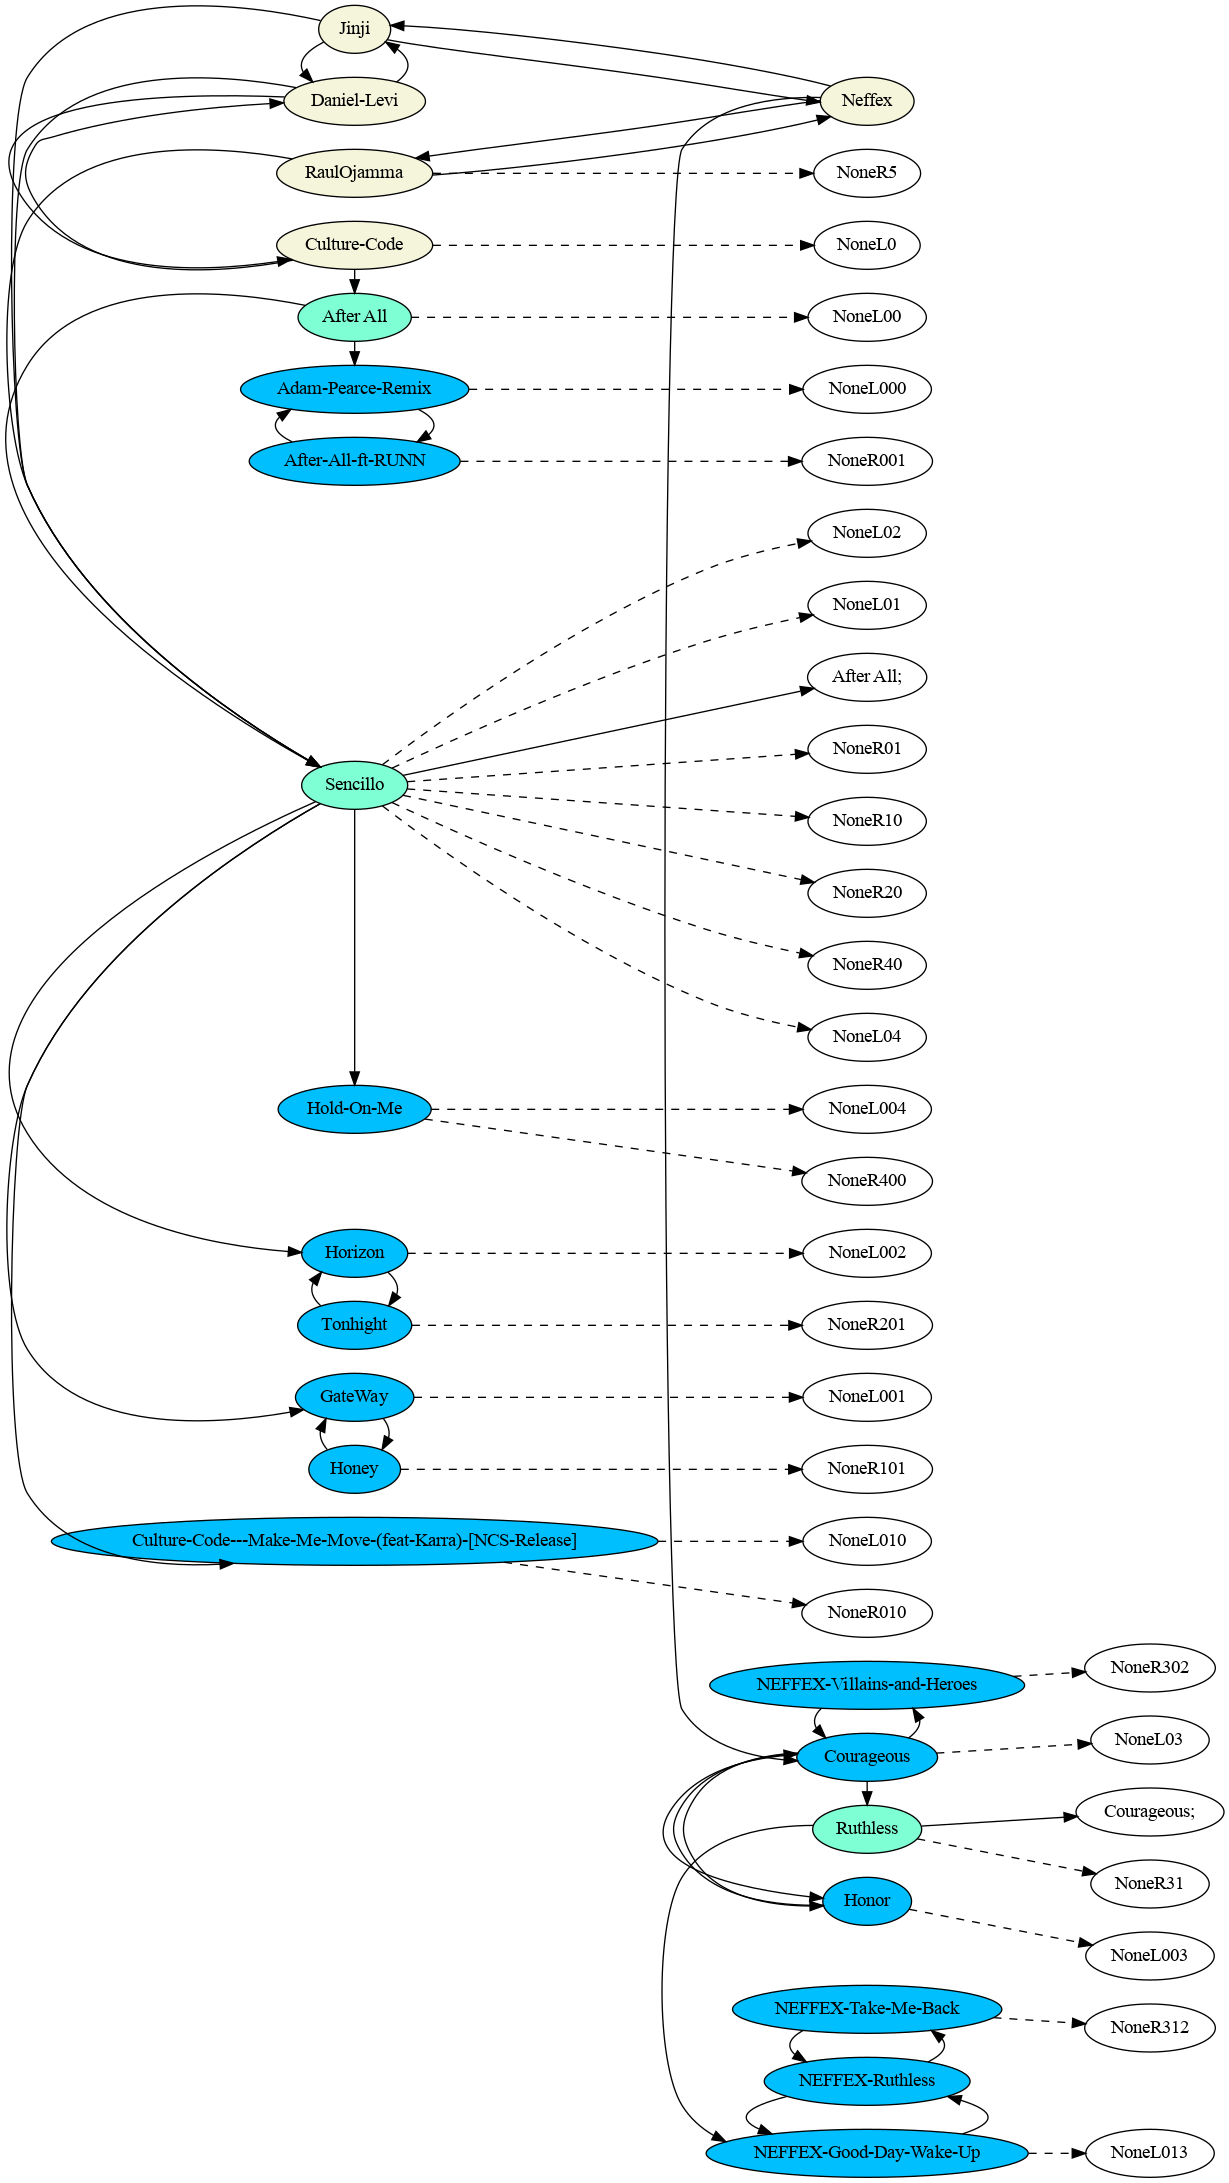 Jinji
Daniel-Levi
Neffex
RaulOjamma
NoneR5
Culture-Code
NoneL0
After All
NoneL00
Adam-Pearce-Remix
NoneL000
After-All-ft-RUNN
NoneR001
NoneL02
NoneL01
After All;
NoneR01
Sencillo
NoneR10
NoneR20
NoneR40
NoneL04
Hold-On-Me
NoneL004
NoneR400
Horizon
NoneL002
Tonhight
NoneR201
GateWay
NoneL001
Honey
NoneR101
Culture-Code---Make-Me-Move-(feat-Karra)-[NCS-Release]
NoneL010
NoneR010
NEFFEX-Villains-and-Heroes
NoneR302
Courageous
NoneL03
Ruthless
Courageous;
NoneR31
Honor
NoneL003
NEFFEX-Take-Me-Back
NoneR312
NEFFEX-Ruthless
NEFFEX-Good-Day-Wake-Up
NoneL013